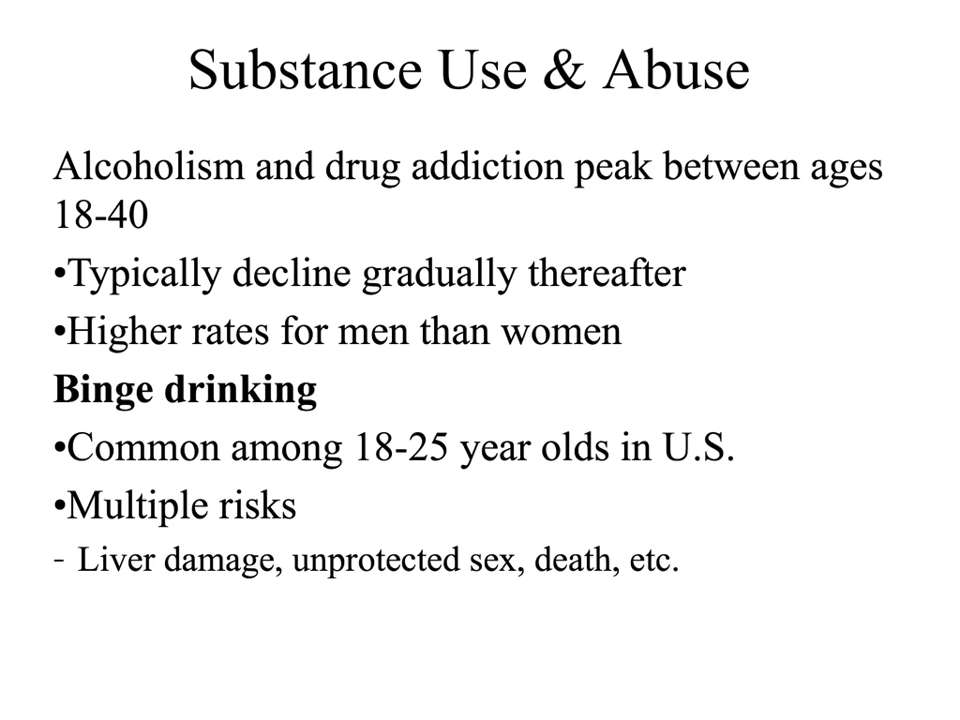 Substance Use & Abuse
Alcoholism and drug addiction peak between ages
18-40
•Typically decline gradually thereafter
•Higher rates for men than women
Binge drinking
•Common among 18-25 year olds in U.S.
•Multiple risks
- Liver damage, unprotected sex, death, etc.